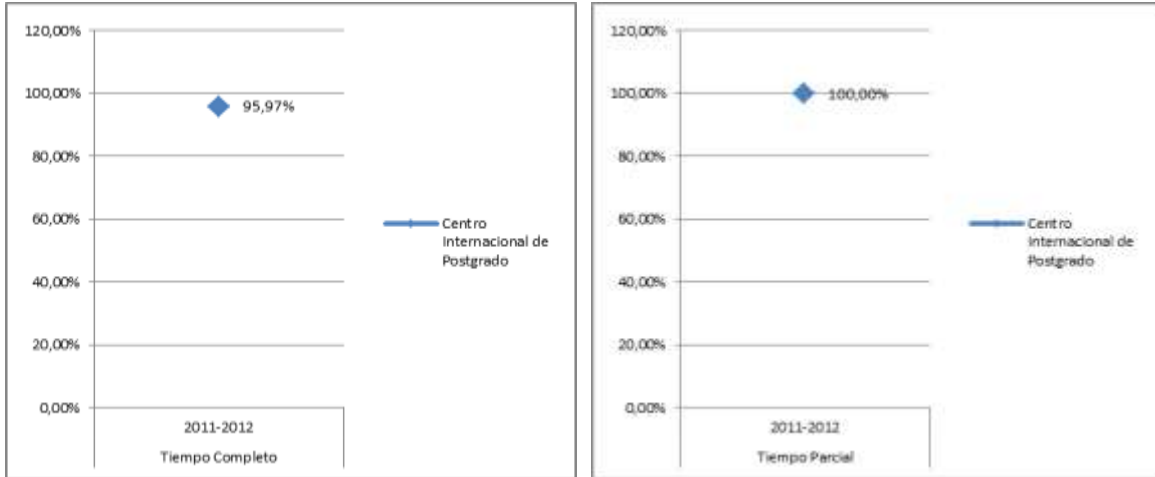 120,00%
100,00%
95,97%
80,00%
60,00%
Centro
Internacional de
Postgrado
40,00%
20,00%
0,00%
2011-2012
Tiempo Completo
120,00%
100,00%
100,00%
80,00%
60,00%
Centro
Internacional de
Postgrado
40,00%
20,00%
0,00%
2011-2012
Tiempo Parcial